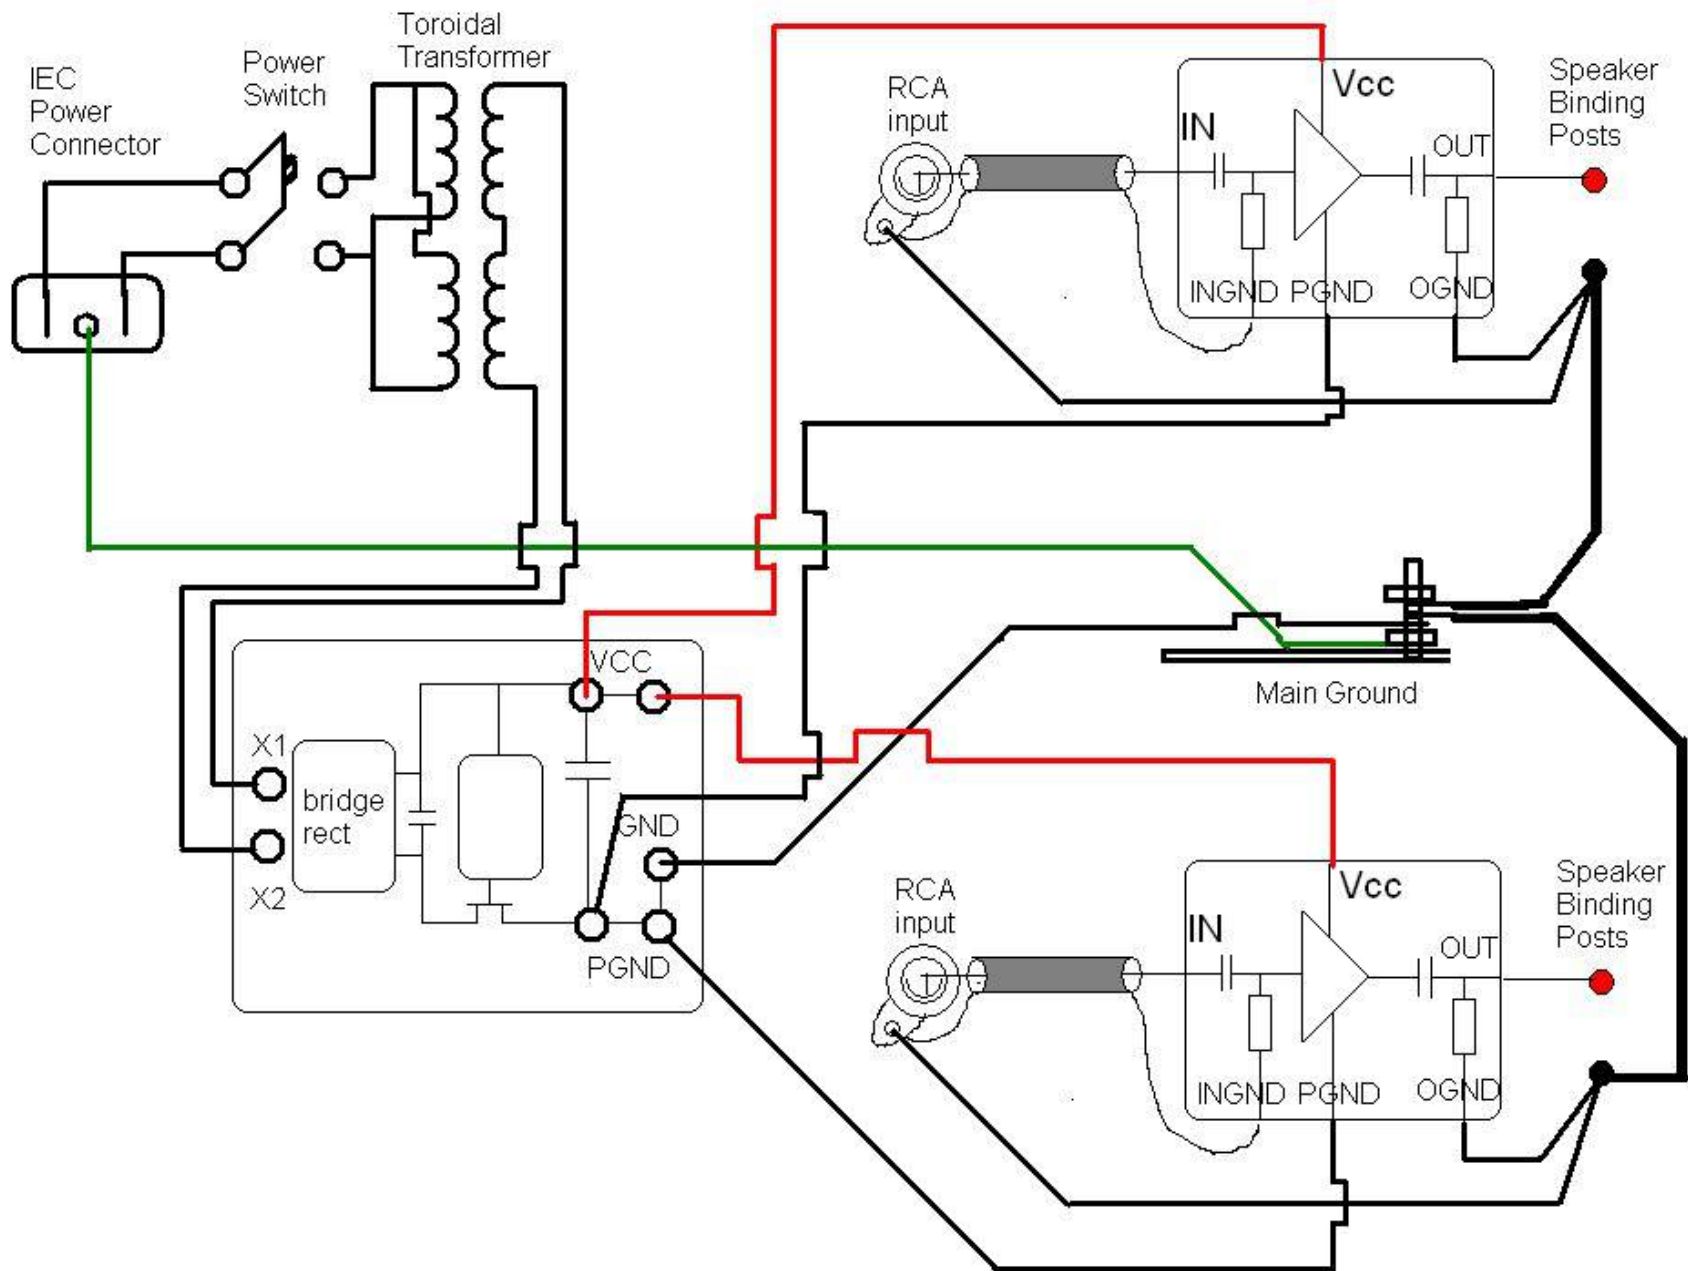 IEC
Power
Connector
Power
Switch
Toroidal
Transformer
RCA
input
IN
Vcc
OUT
INGND
PGND
OGND
Speaker
Binding
Posts
Main Ground
VCC
X1
bridge
rect
X2
GND
PGND
RCA
input
IN
Vcc
OUT
INGND
PGND
OGND
Speaker
Binding
Posts